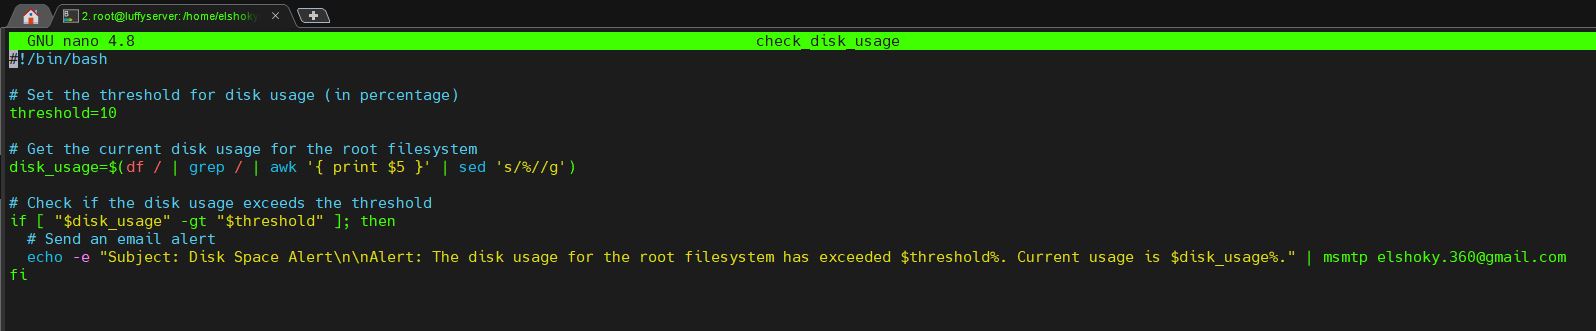 2. root@luffyserver: /home/elshoky
GNU nano 4.8 check_disk_usage
#!/bin/bash
# Set the threshold for disk usage (in percentage)
threshold=10
# Get the current disk usage for the root filesystem
disk_usage=$(df / | grep / | awk '{ print $5 }' | sed 's/%//g')
# Check if the disk usage exceeds the threshold
if [ "$disk_usage" -gt "$threshold" ]; then
# Send an email alert
echo -e "Subject: Disk Space Alert\n\nAlert: The disk usage for the root filesystem has exceeded $threshold%. Current usage is $disk_usage%." | msmtp elshoky.360@gmail.com
fi